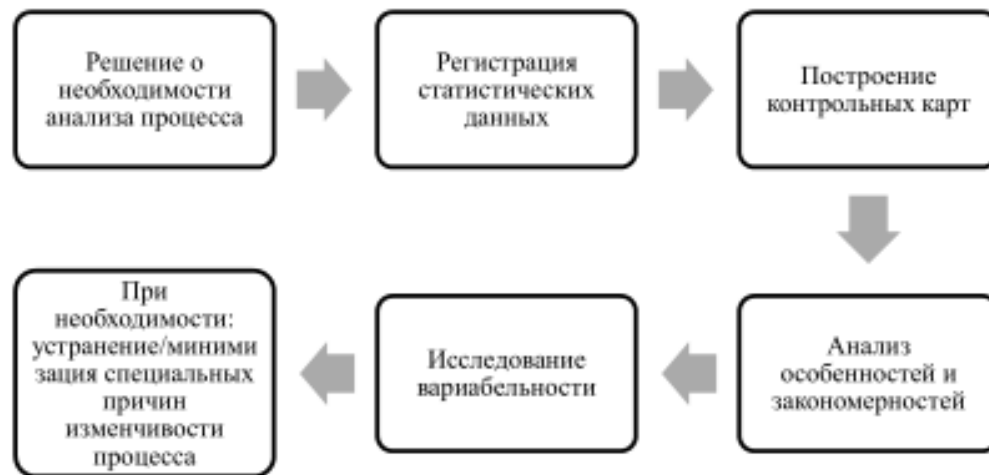 Решение о
необходимости
анализа процесса
Регистрация
статистических
данных
Построение
контрольных карт
Анализ
особенностей и
закономерностей
Исследование
вариабельности
При
необходимости:
устранение/миними
зация специальных
причин
изменчивости
процесса